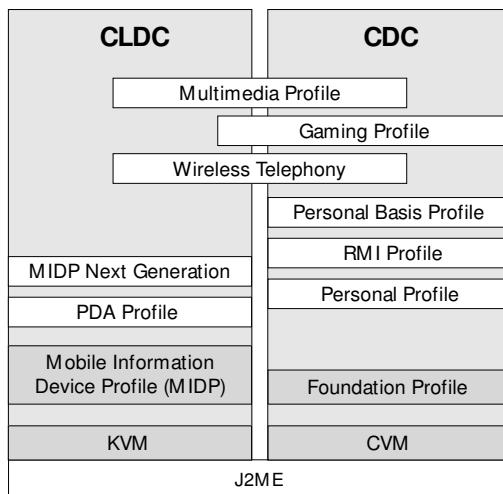 CLDC
CDC
Multimedia Profile
Gaming Profile
Wireless Telephony
Personal Basis Profile
RMI Profile
MIDP Next Generation
Personal Profile
PDA Profile
Mobile Information
Device Profile (MIDP)
Foundation Profile
KVM
CVM
J2ME